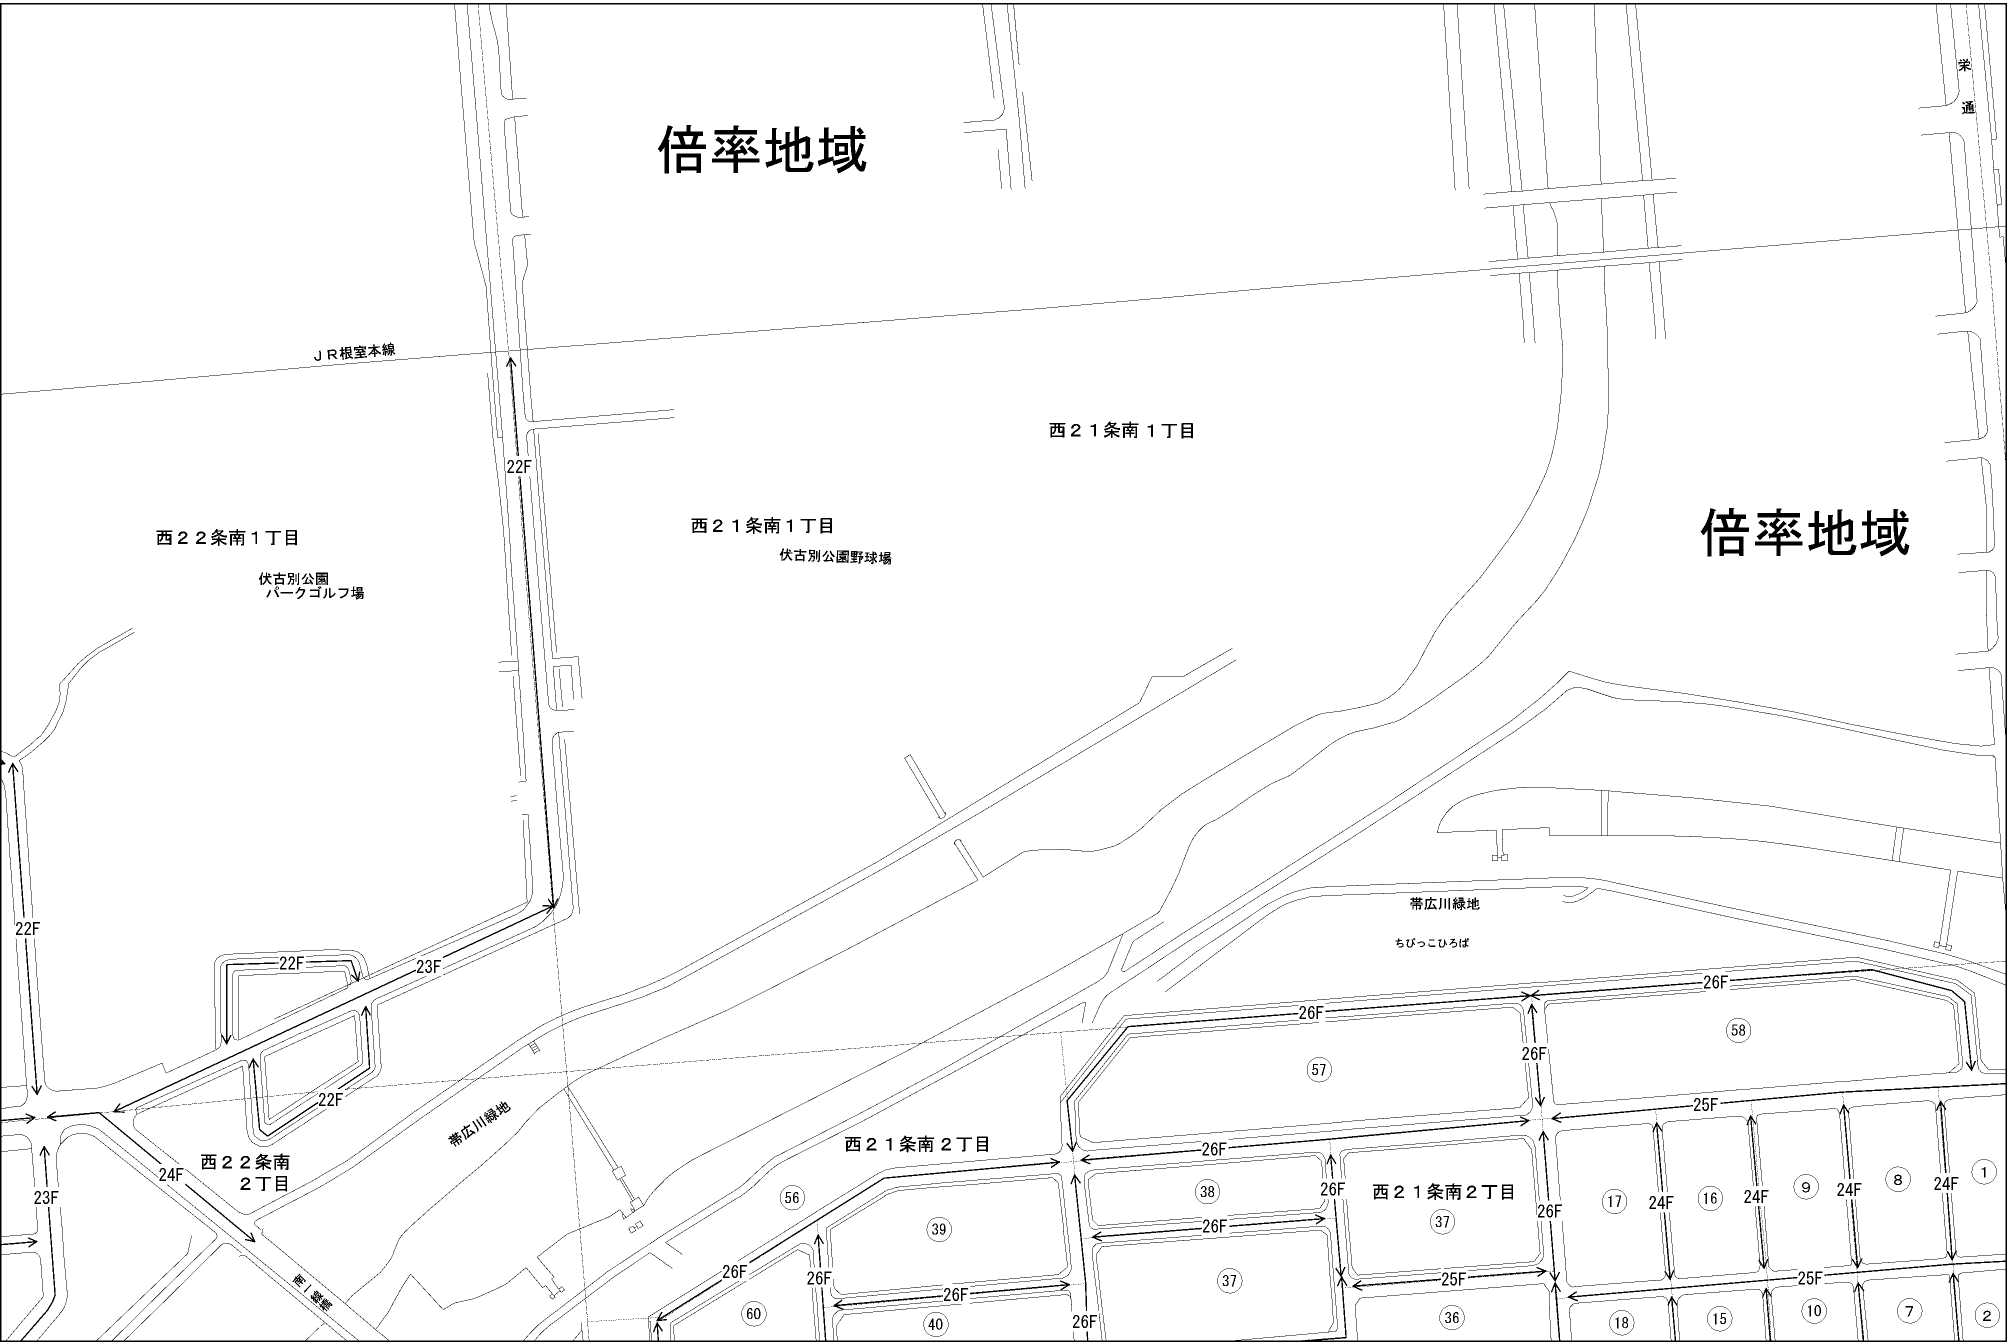 栄
通
倍率地域
ＪＲ根室本線
西２１条南１丁目
22F
西２２条南１丁目
西２１条南１丁目
倍率地域
伏古別公園野球場
伏古別公園
パークゴルフ場
22F
帯広川緑地
ちびっこひろば
22F
23F
26F
26F
58
26F
57
22F
25F
帯広川緑地
西２１条南２丁目
26F
西２２条南
２丁目
24F
23F
56
38
26F
西２１条南２丁目
37
26F
17
24F
16
24F
9
24F
8
24F
1
39
26F
26F
26F
37
25F
25F
南一線橋
26F
60
40
26F
36
18
15
10
7
2